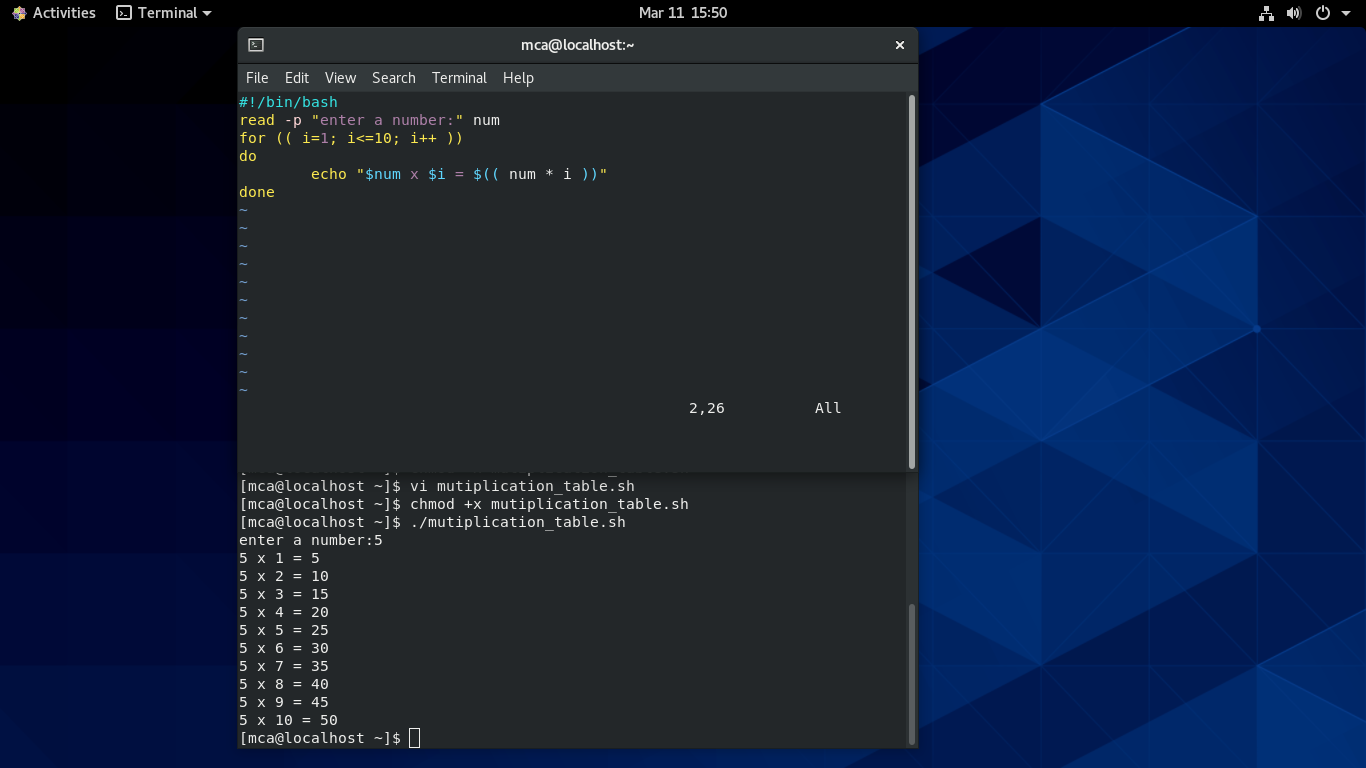 Activities
Terminal
Mar 11 15:50
mca@localhost:~
File Edit View Search Terminal Help
#!/bin/bash
read -p "enter a number:" num
for (( i=1; i<=10; i++ ))
do
        echo "$num x $i = $(( num * i ))"
done
~
~
~
~
~
~
~
~
~
~
~
2,26 All
[mca@localhost ~]$ vi mutiplication_table.sh
[mca@localhost ~]$ chmod +x mutiplication_table.sh
[mca@localhost ~]$ ./mutiplication_table.sh
enter a number:5
5 x 1 = 5
5 x 2 = 10
5 x 3 = 15
5 x 4 = 20
5 x 5 = 25
5 x 6 = 30
5 x 7 = 35
5 x 8 = 40
5 x 9 = 45
5 x 10 = 50
[mca@localhost ~]$